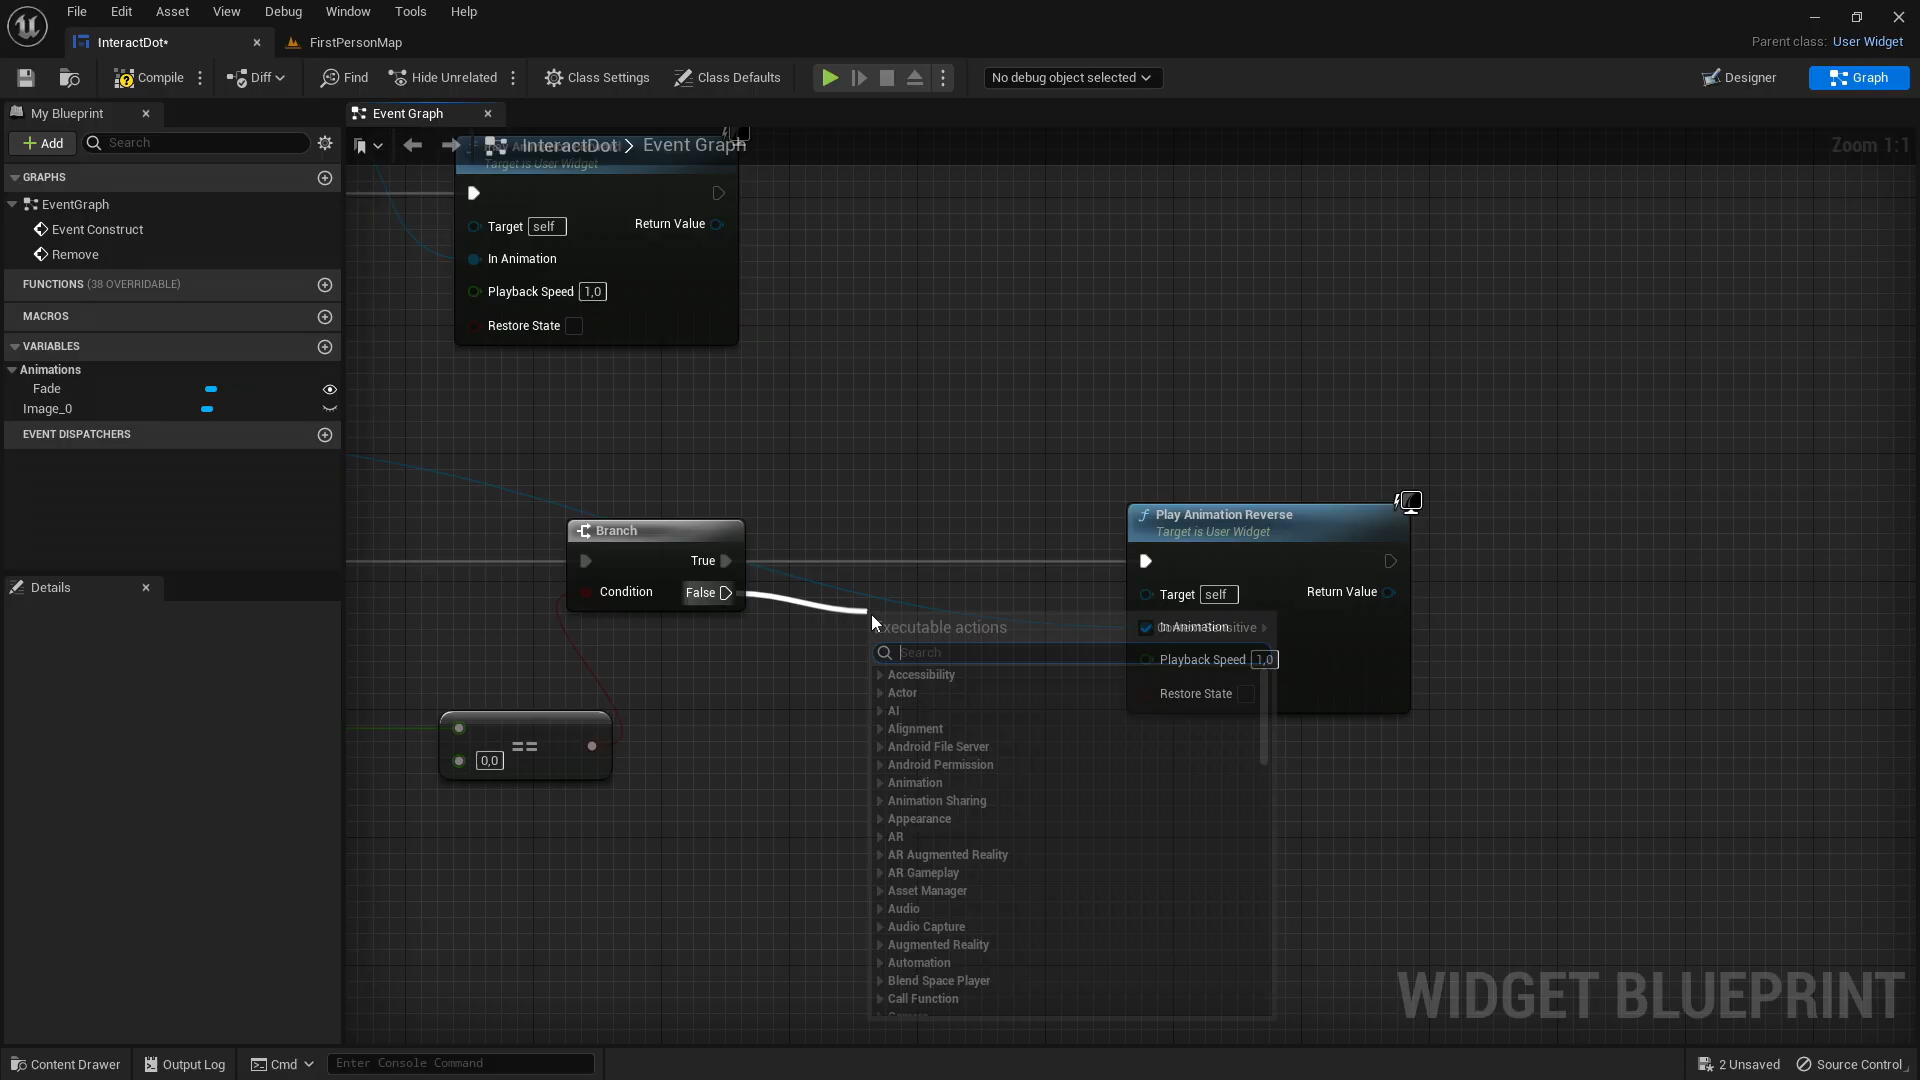 File Edit Asset View Debug Window Tools Help
InteractDot*
FirstPersonMap
Parent class: User Widget
Compile
Diff
Find
Hide Unrelated
Class Settings
Class Defaults
No debug object selected
Designer
Graph
My Blueprint
Event Graph
Add
Search
InteractDot > Event Graph
Zoom 1:1
Target is User Widget
GRAPHS
EventGraph
Event Construct
Remove
FUNCTIONS (38 OVERRIDABLE)
MACROS
VARIABLES
Animations
Fade
Image_0
EVENT DISPATCHERS
Target self
Return Value
In Animation
Playback Speed 1,0
Restore State
Details
Branch
True
Condition
False
== 
0,0
Play Animation Reverse
Target is User Widget
Target self
Return Value
In Animation
Playback Speed 1,0
Restore State
Executable actions
Context Sensitive
Search
Accessibility
Actor
AI
Alignment
Android File Server
Android Permission
Animation
Animation Sharing
Appearance
AR
AR Augmented Reality
AR Gameplay
Asset Manager
Audio
Audio Capture
Augmented Reality
Automation
Blend Space Player
Call Function
WIDGET BLUEPRINT
Content Drawer
Output Log
Cmd
Enter Console Command
2 Unsaved
Source Control